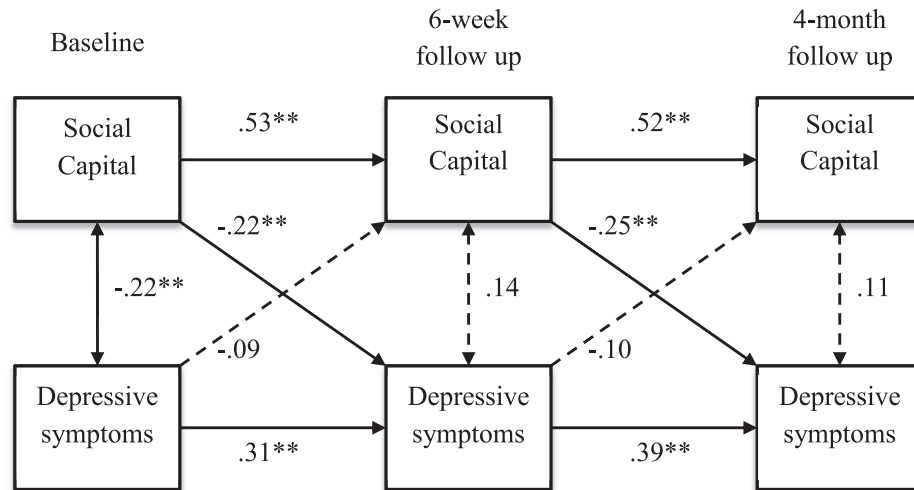 Baseline
6-week
follow up
4-month
follow up
Social
Capital
.53**
Social
Capital
.52**
Social
Capital
-.22**
-.25**
-.22**
.14
.11
-.09
-.10
Depressive
symptoms
.31**
Depressive
symptoms
.39**
Depressive
symptoms